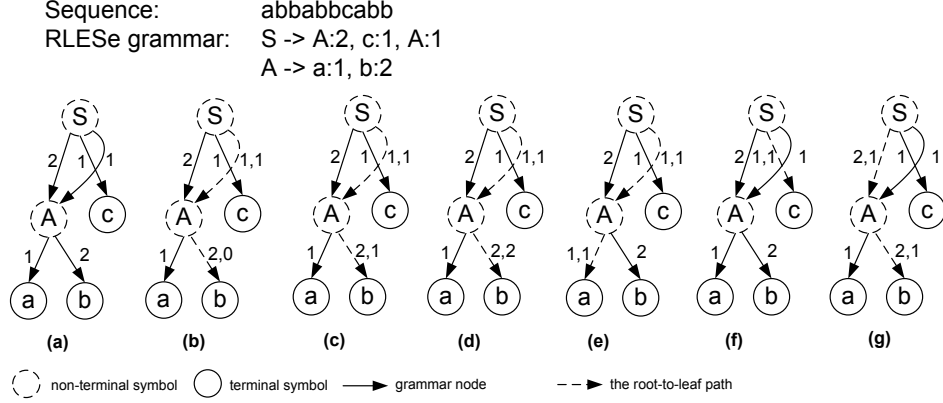 Sequence: abbabbcabb
RLESe grammar: S -> A:2, c:1, A:1
A -> a:1, b:2
S S S S S S S
2 1 1 2 1 1,1 2 1 1,1 2 1 1,1 2 1 1,1 2 1,1 1 2,1 1 1
A c A c A c A c A c A c A c
1 2 1 2,0 1 2,1 1 2,2 1,1 2 1 2 1 2,1
a b a b a b a b a b a b a b
(a) (b) (c) (d) (e) (f) (g)
non-terminal symbol terminal symbol grammar node the root-to-leaf path